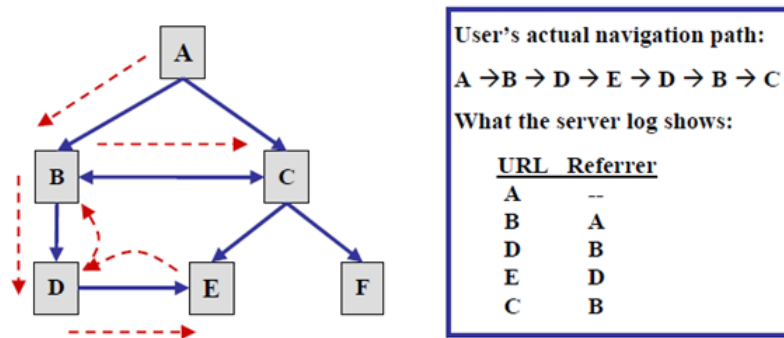 A
B
C
D
E
F
User's actual navigation path:
A →B → D → E → D → B → C
What the server log shows:
URL Referrer
A --
B A
D B
E D
C B